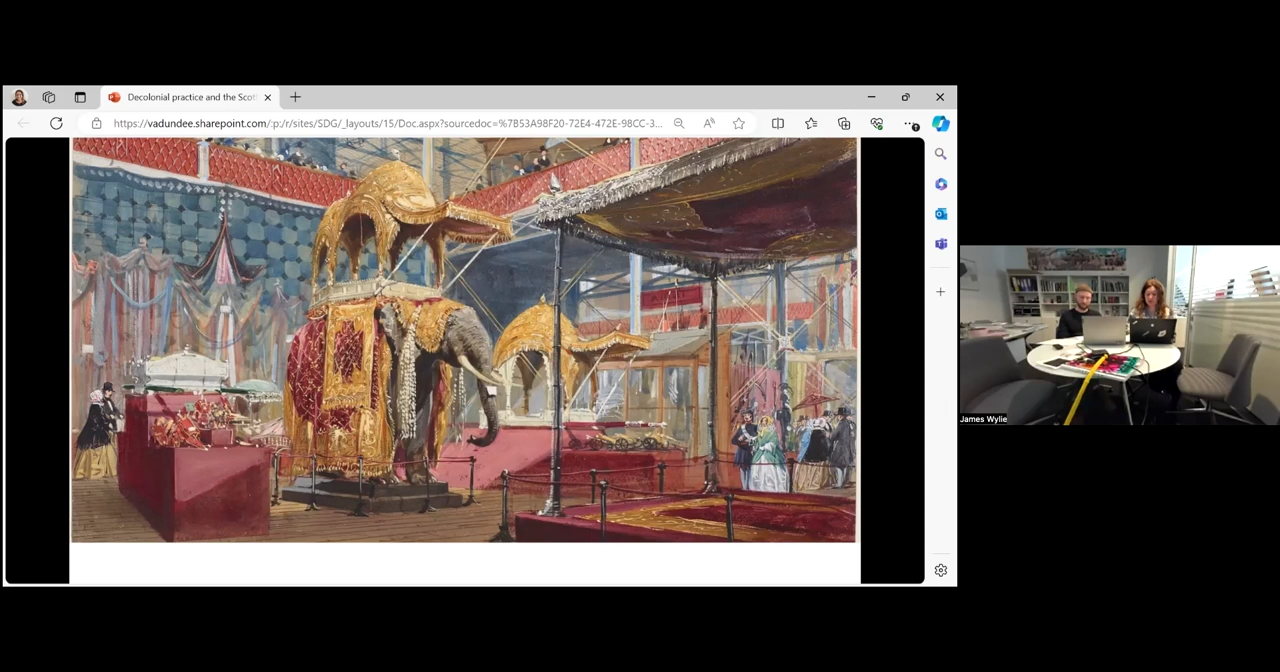 Decolonial practice and the Scot
https://vadundee.sharepoint.com/:p:/r/sites/SDG/_layouts/15/Doc.aspx?sourcedoc=%7B53A98F20-72E4-472E-98CC-3...
James Wylie